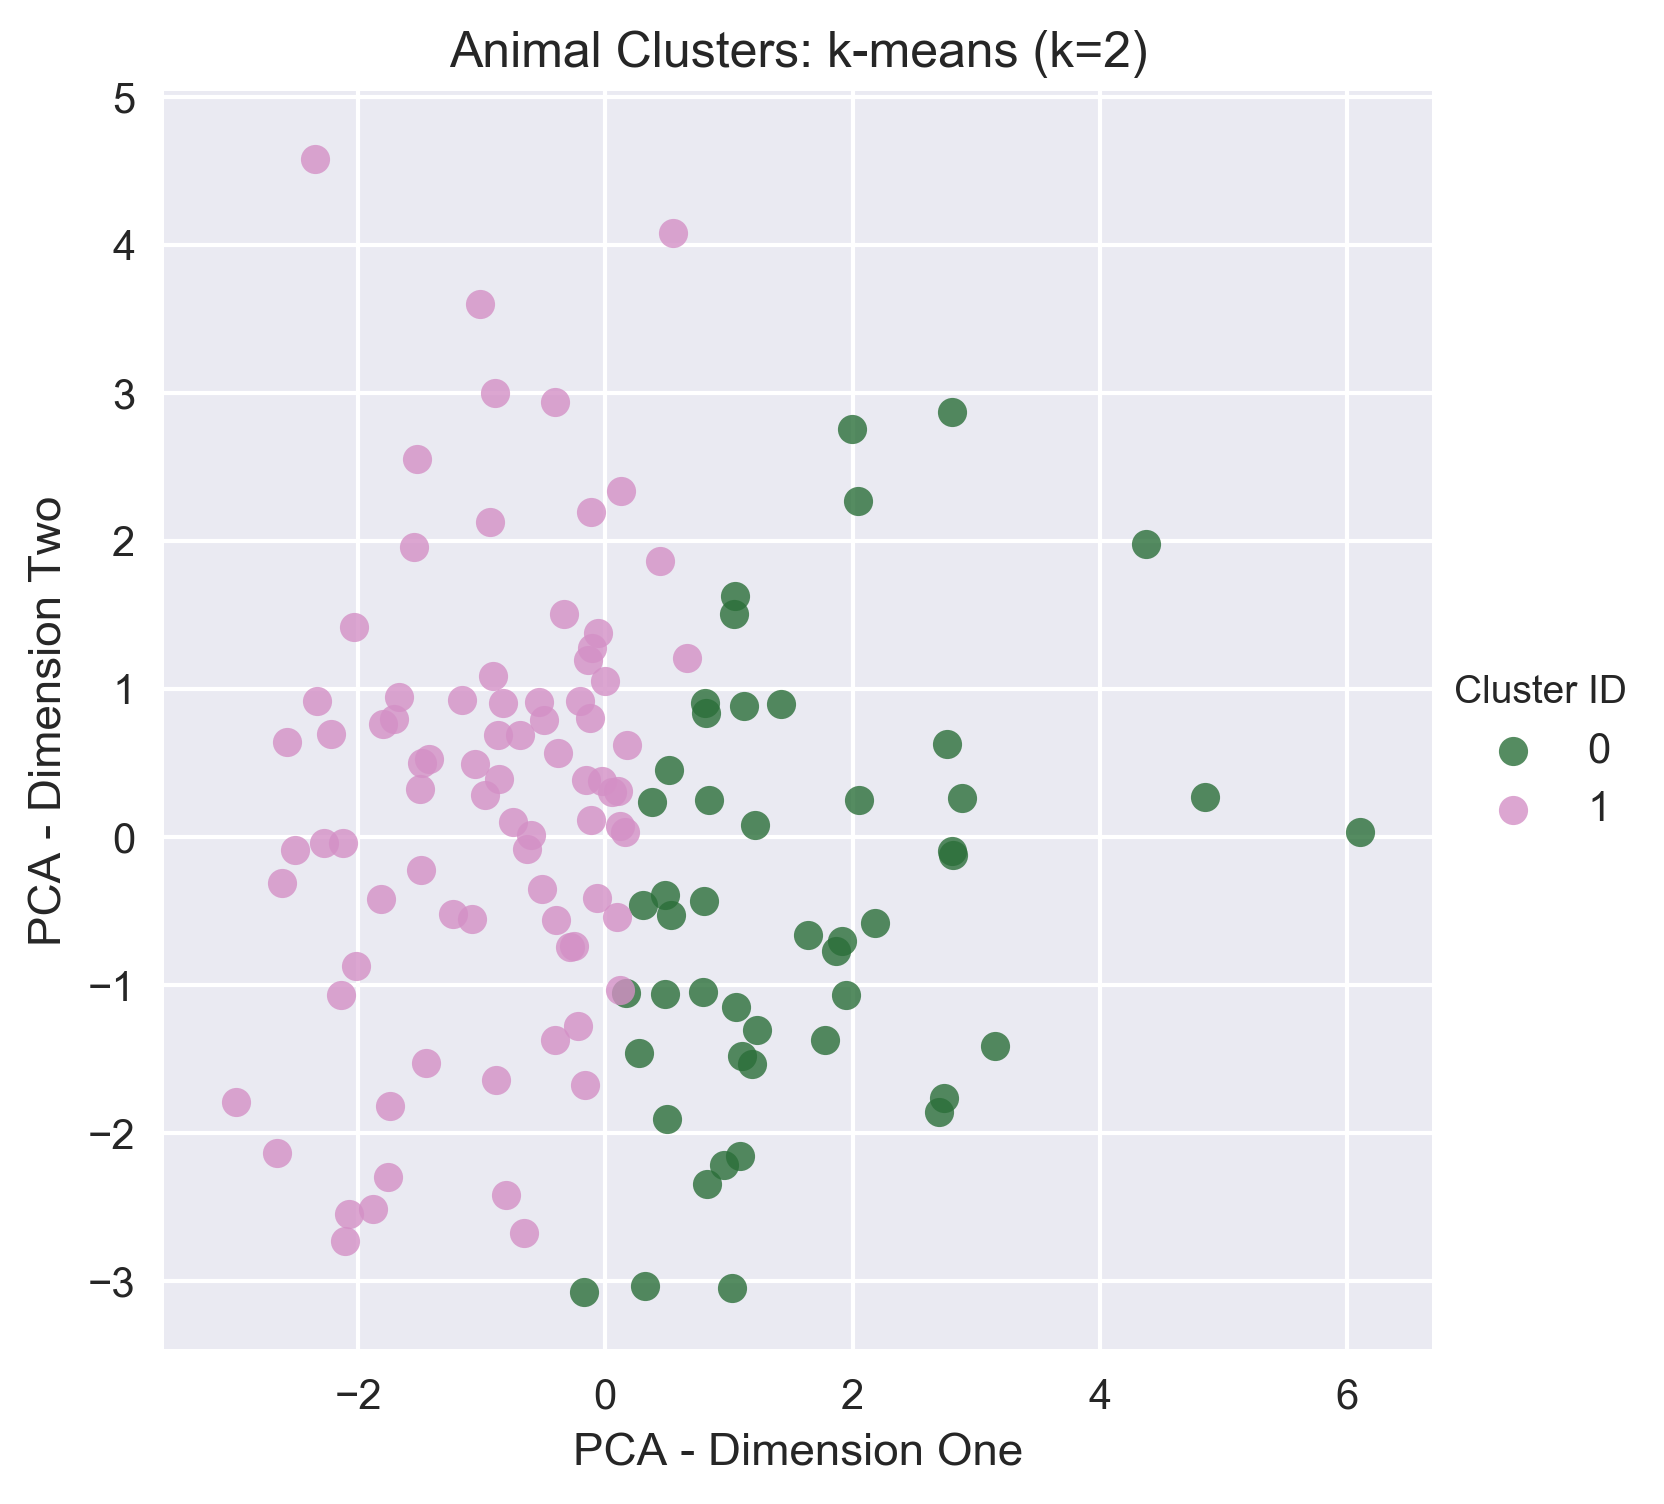 Animal Clusters: k-means (k=2)
5
4
3
2
1
0
−1
−2
−3
PCA - Dimension Two
−2 0 2 4 6
PCA - Dimension One
Cluster ID
0
1